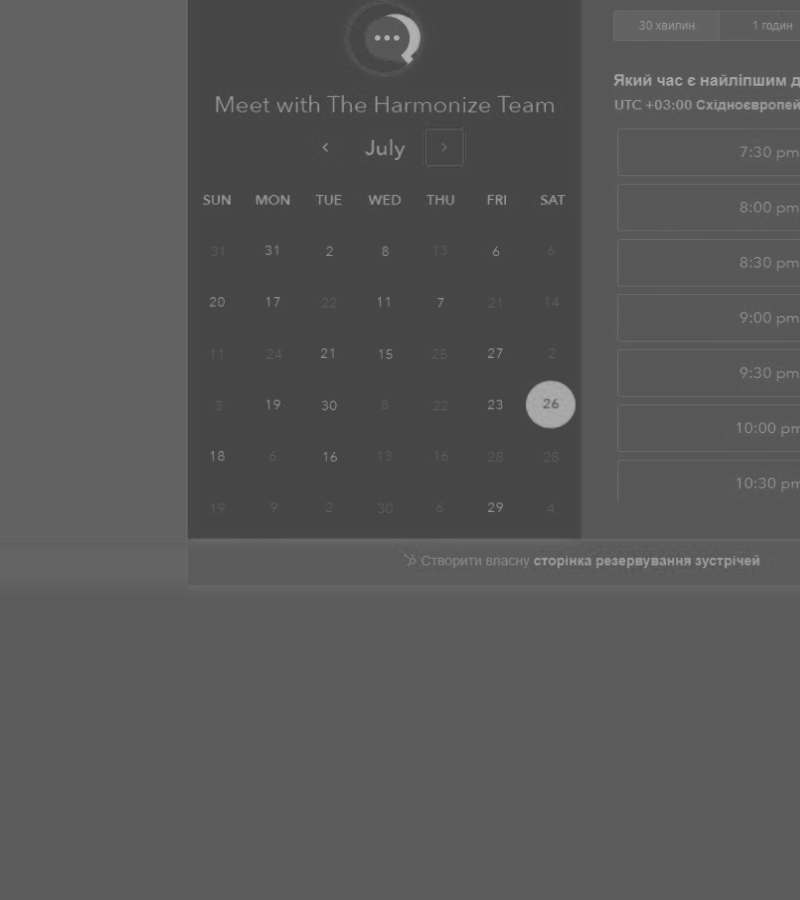 Meet with The Harmonize Team
July
SUN MON TUE WED THU FRI SAT
31 31 2 8 13 6 6
20 17 22 11 7 21 14
11 24 21 15 25 27 2
3 19 30 8 22 23 26
18 6 16 13 16 28 28
19 9 2 30 6 29 4
30 хвилин 1 годин
Який час є найліпшим д
UTC +03:00 Східноєвропей
7:30 pm
8:00 pm
8:30 pm
9:00 pm
9:30 pm
10:00 pm
10:30 pm
Створити власну сторінка резервування зустрічей